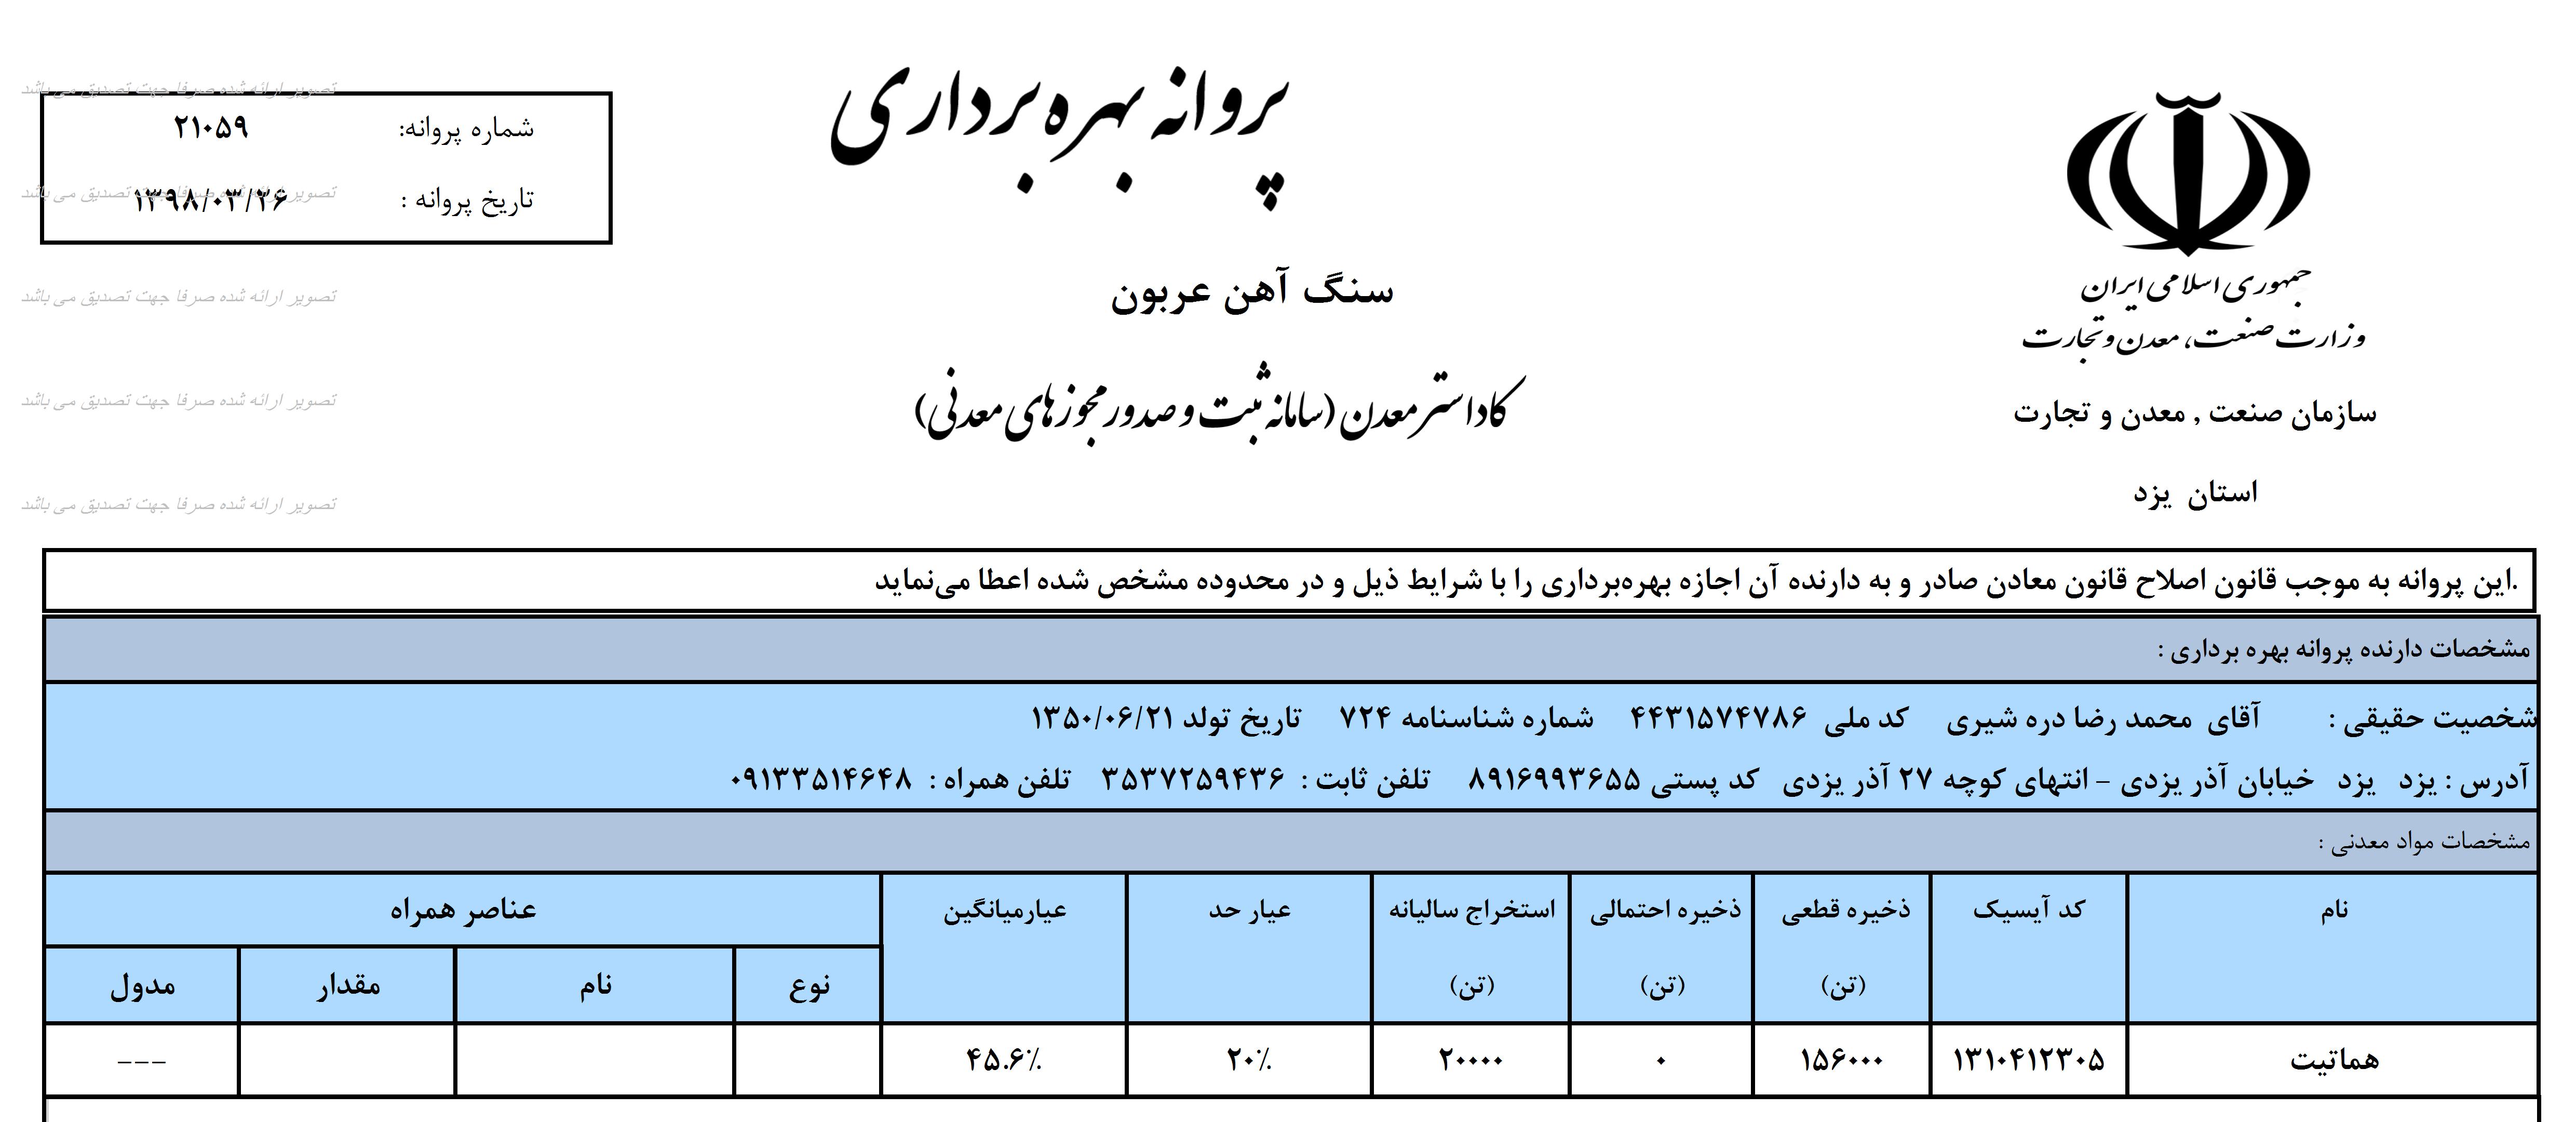 پروانه بهره برداری
سنگ آهن عربون
کاداستر معدن (سامانه ثبت و صدور مجوزهای معدنی)
جمهوری اسلامی ایران
وزارت صنعت، معدن و تجارت
سازمان صنعت , معدن و تجارت
استان یزد
شماره پروانه: ۲۱۰۵۹
تاریخ پروانه : ۱۳۹۸/۰۳/۲۶
تصویر ارائه شده صرفا جهت تصدیق می باشد
تصویر ارائه شده صرفا جهت تصدیق می باشد
تصویر ارائه شده صرفا جهت تصدیق می باشد
تصویر ارائه شده صرفا جهت تصدیق می باشد
تصویر ارائه شده صرفا جهت تصدیق می باشد
.این پروانه به موجب قانون اصلاح قانون معادن صادر و به دارنده آن اجازه بهره‌برداری را با شرایط ذیل و در محدوده مشخص شده اعطا می‌نماید
مشخصات دارنده پروانه بهره برداری :
شخصیت حقیقی : آقای محمد رضا دره شیری کد ملی ۴۴۳۱۵۷۴۷۸۶ شماره شناسنامه ۷۲۴ تاریخ تولد ۱۳۵۰/۰۶/۲۱
آدرس : یزد یزد خیابان آذر یزدی - انتهای کوچه ۲۷ آذر یزدی کد پستی ۸۹۱۶۹۹۳۶۵۵ تلفن ثابت : ۳۵۳۷۲۵۹۴۳۶ تلفن همراه : ۰۹۱۳۳۵۱۴۶۴۸
مشخصات مواد معدنی :
نام کد آیسیک ذخیره قطعی ذخیره احتمالی استخراج سالیانه عیار حد عیارمیانگین عناصر همراه
(تن) (تن) (تن) نوع نام مقدار مدول
هماتیت ۱۳۱۰۴۱۲۳۰۵ ۱۵۶۰۰۰ ۰ ۲۰۰۰۰ ۲۰٪ ۴۵.۶٪ ---